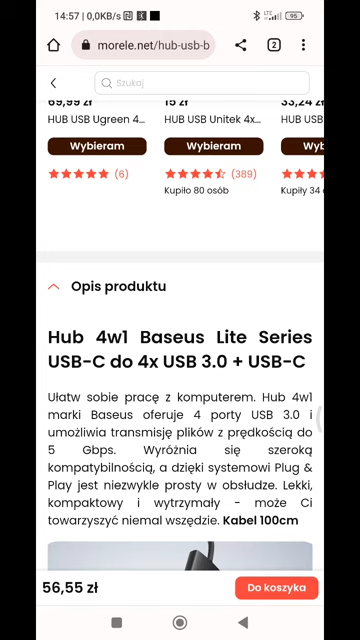 14:57 | 0,0KB/s
LTE
95
morele.net/hub-usb-b
2
Szukaj
69,99 zł 15 zł 33,24 z
HUB USB Ugreen 4... HUB USB Unitek 4x... HUB USB
Wybieram Wybieram Wyb
(6) (389)
Kupiło 80 osób Kupiły 34 
Opis produktu
Hub 4w1 Baseus Lite Series
USB-C do 4x USB 3.0 + USB-C
Ułatw sobie pracę z komputerem. Hub 4w1
marki Baseus oferuje 4 porty USB 3.0 i
umożliwia transmisję plików z prędkością do
5 Gbps. Wyróżnia się szeroką
kompatybilnością, a dzięki systemowi Plug &
Play jest niezwykle prosty w obsłudze. Lekki,
kompaktowy i wytrzymały - może Ci
towarzyszyć niemal wszędzie. Kabel 100cm
56,55 zł Do koszyka